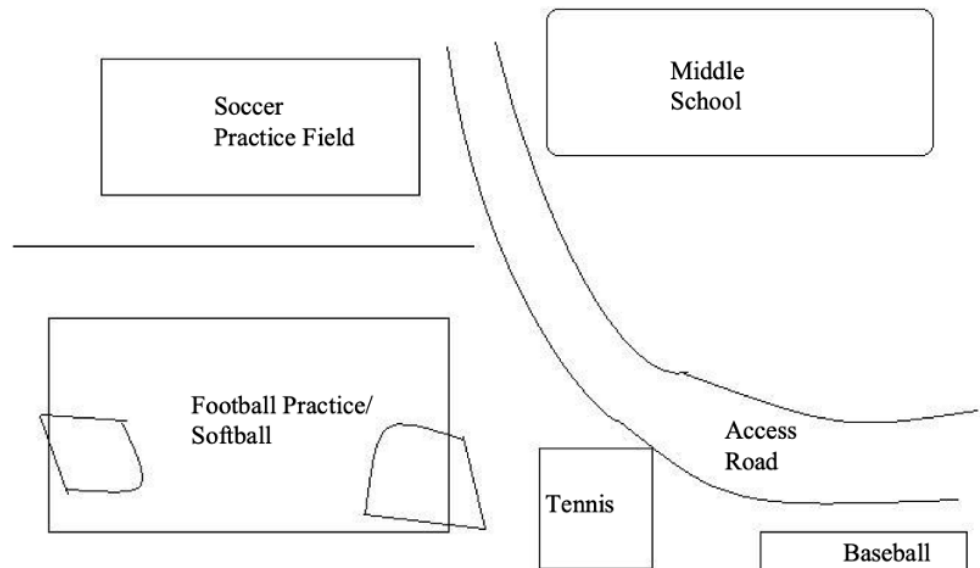 Soccer
Practice Field
Middle
School
Football Practice/
Softball
Access
Road
Tennis
Baseball